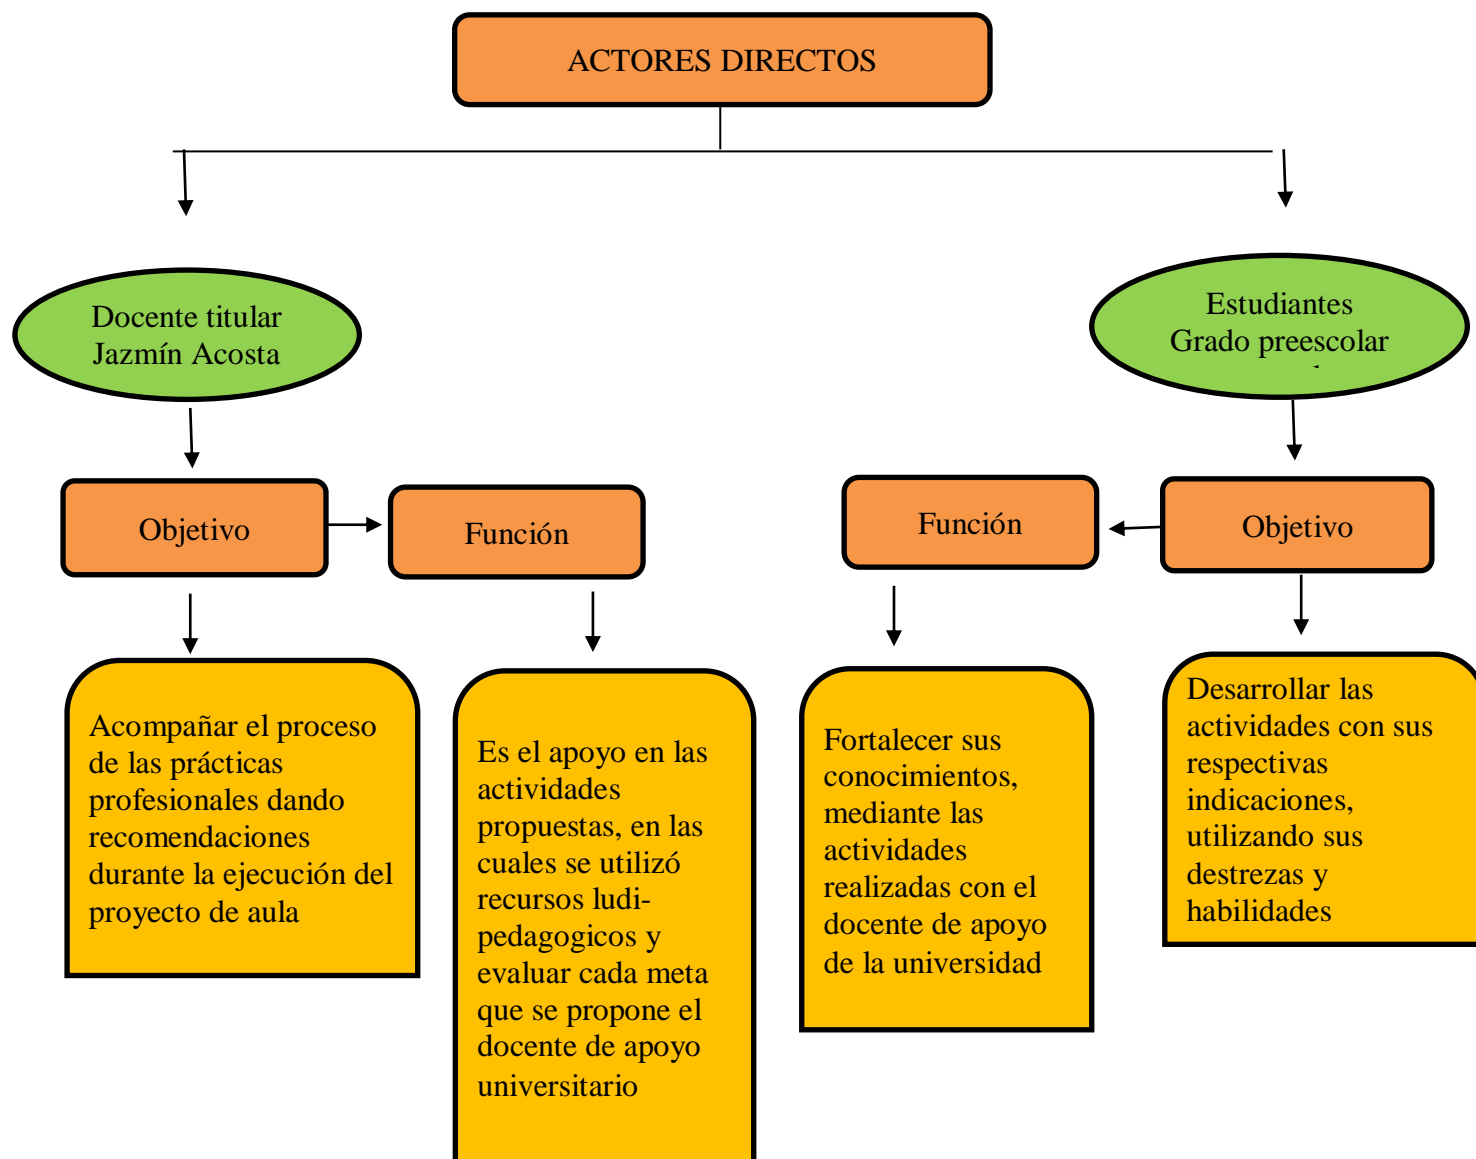 ACTORES DIRECTOS
Docente titular
Jazmín Acosta
Estudiantes
Grado preescolar
Objetivo
Función
Función
Objetivo
Acompañar el proceso
de las prácticas
profesionales dando
recomendaciones
durante la ejecución del
proyecto de aula
Es el apoyo en las
actividades
propuestas, en las
cuales se utilizó
recursos ludi-
pedagogicos y
evaluar cada meta
que se propone el
docente de apoyo
universitario
Fortalecer sus
conocimientos,
mediante las
actividades
realizadas con el
docente de apoyo
de la universidad
Desarrollar las
actividades con sus
respectivas
indicaciones,
utilizando sus
destrezas y
habilidades